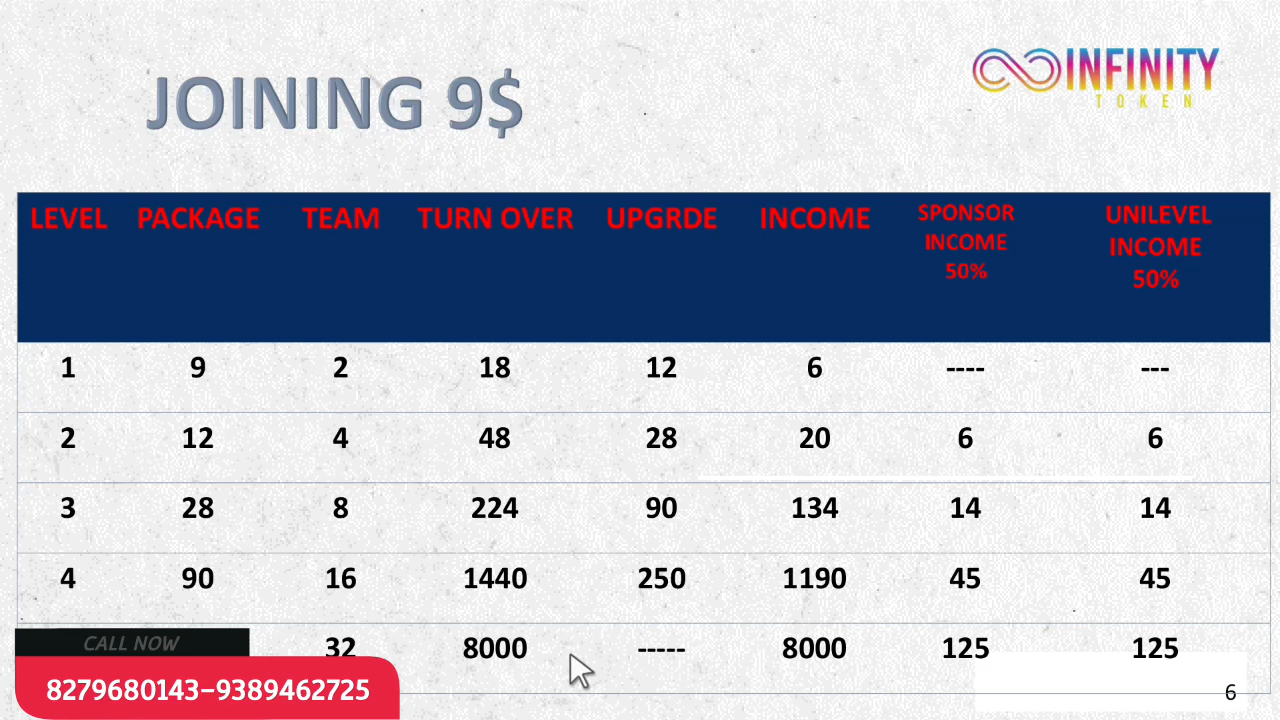 JOINING 9$
INFINITY
TOKEN
LEVEL PACKAGE TEAM TURN OVER UPGRDE INCOME SPONSOR INCOME 50% UNILEVEL INCOME 50%
1 9 2 18 12 6 ---- ---
2 12 4 48 28 20 6 6
3 28 8 224 90 134 14 14
4 90 16 1440 250 1190 45 45
32 8000 ----- 8000 125 125
CALL NOW
8279680143-9389462725
6